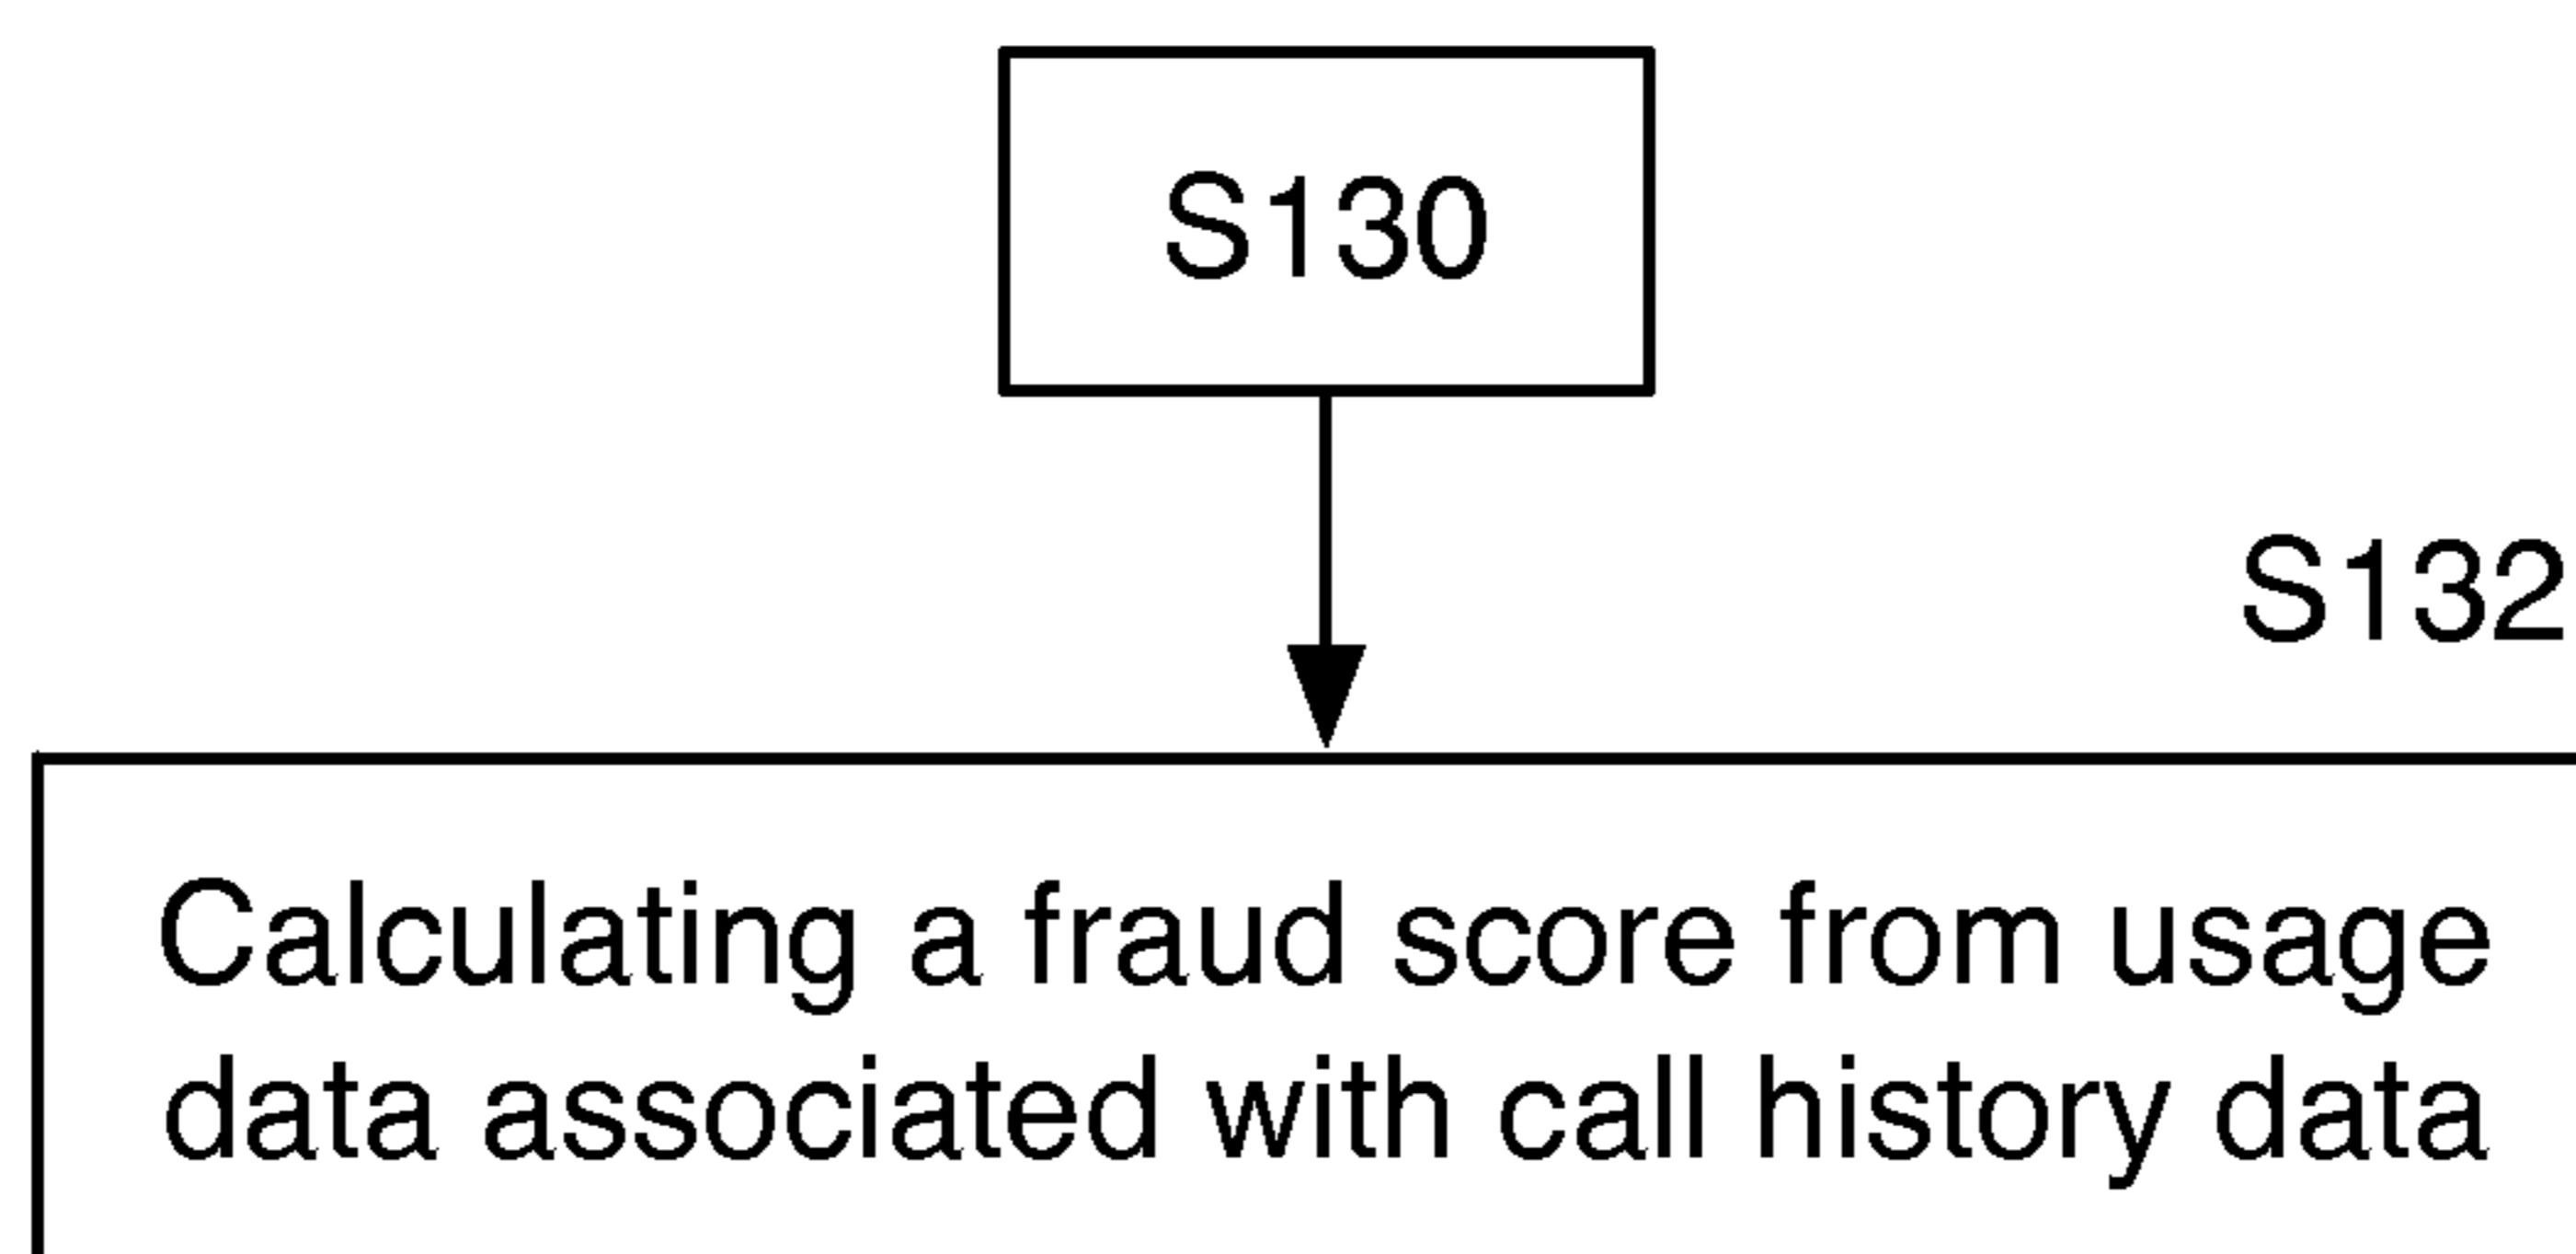 S130
S132
Calculating a fraud score from usage
data associated with call history data